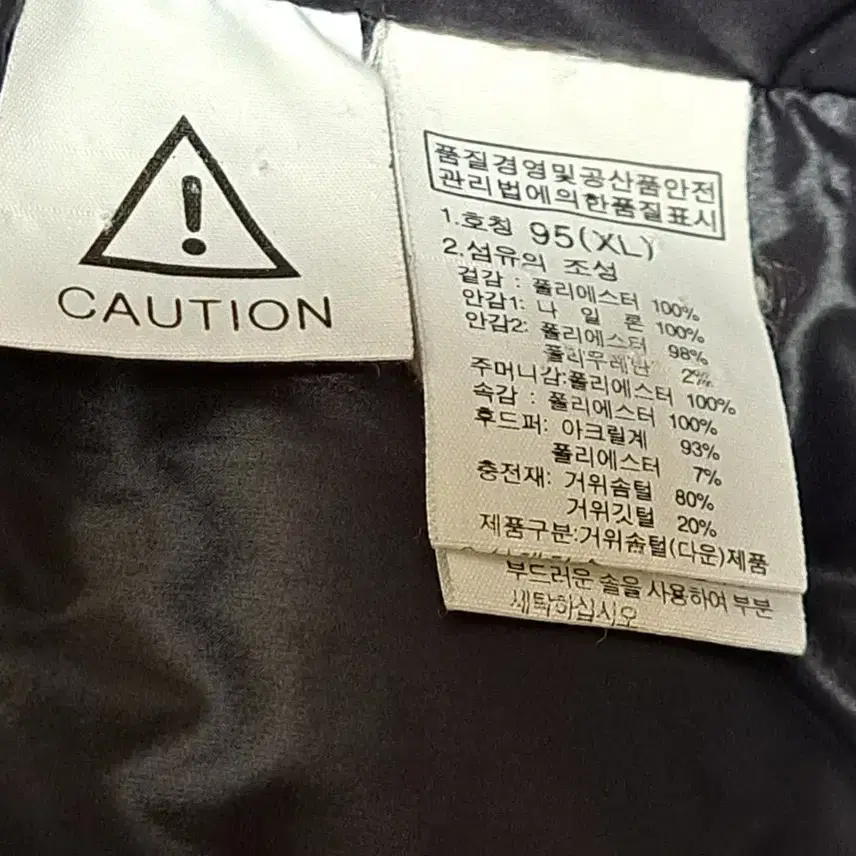 CAUTION
품질경영및공산품안전
관리법에의한품질표시
1.호칭 95(XL)
2.섬유의 조성
겉감 : 폴리에스터 100%
안감1: 나 일 론 100%
안감2: 폴리에스터 98%
폴리우레탄 2%
주머니감:폴리에스터 100%
속감 : 폴리에스터 100%
후드퍼: 아크릴계 93%
폴리에스터 7%
충전재: 거위솜털 80%
거위깃털 20%
제품구분:거위솜털(다운)제품
부드러운 솔을 사용하여 부분
세탁하십시오